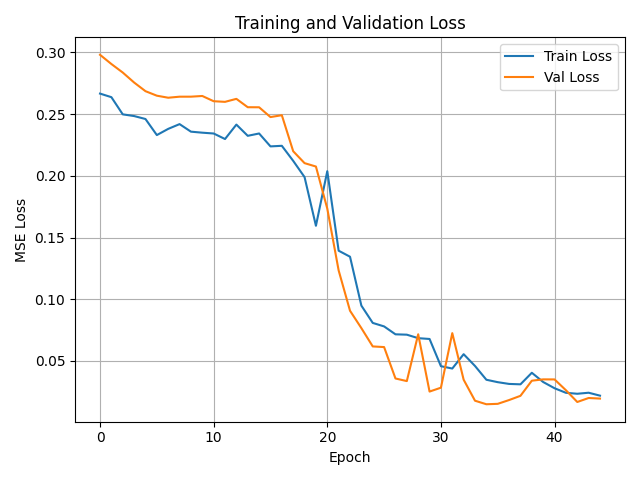 Training and Validation Loss
Train Loss
Val Loss
MSE Loss
0.30
0.25
0.20
0.15
0.10
0.05
0 10 20 30 40
Epoch